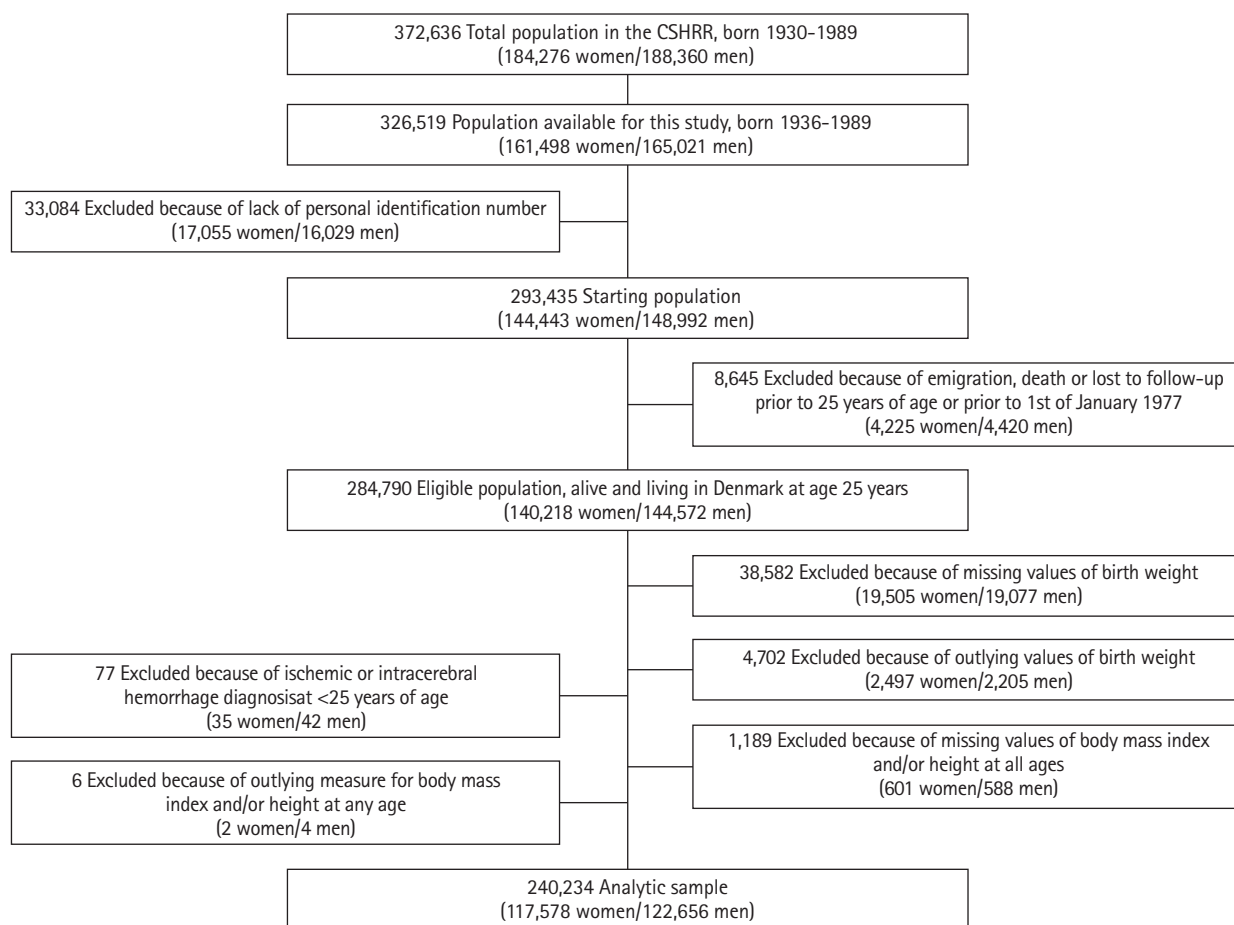 372,636 Total population in the CSHRR, born 1930-1989
(184,276 women/188,360 men)
326,519 Population available for this study, born 1936-1989
(161,498 women/165,021 men)
33,084 Excluded because of lack of personal identification number
(17,055 women/16,029 men)
293,435 Starting population
(144,443 women/148,992 men)
8,645 Excluded because of emigration, death or lost to follow-up
prior to 25 years of age or prior to 1st of January 1977
(4,225 women/4,420 men)
284,790 Eligible population, alive and living in Denmark at age 25 years
(140,218 women/144,572 men)
38,582 Excluded because of missing values of birth weight
(19,505 women/19,077 men)
77 Excluded because of ischemic or intracerebral
hemorrhage diagnosisat <25 years of age
(35 women/42 men)
4,702 Excluded because of outlying values of birth weight
(2,497 women/2,205 men)
1,189 Excluded because of missing values of body mass index
and/or height at all ages
(601 women/588 men)
6 Excluded because of outlying measure for body mass
index and/or height at any age
(2 women/4 men)
240,234 Analytic sample
(117,578 women/122,656 men)